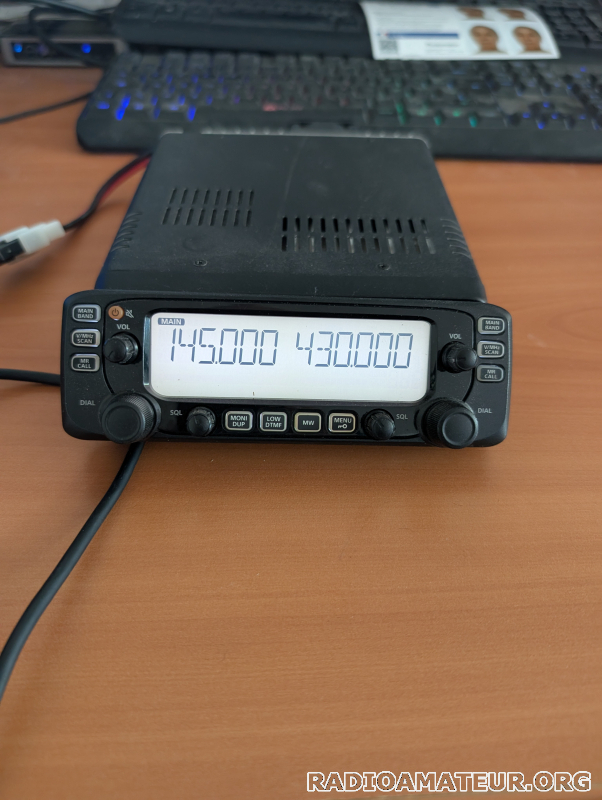 MAIN
BAND
VOL
V/MHz
SCAN
MR
CALL
DIAL
SQL
MAIN
145.000 430.000
MONI
DUP
LOW
DTMF
MW
MENU
VOL
MAIN
BAND
V/MHz
SCAN
MR
CALL
SQL
DIAL
RADIOAMATEUR.ORG